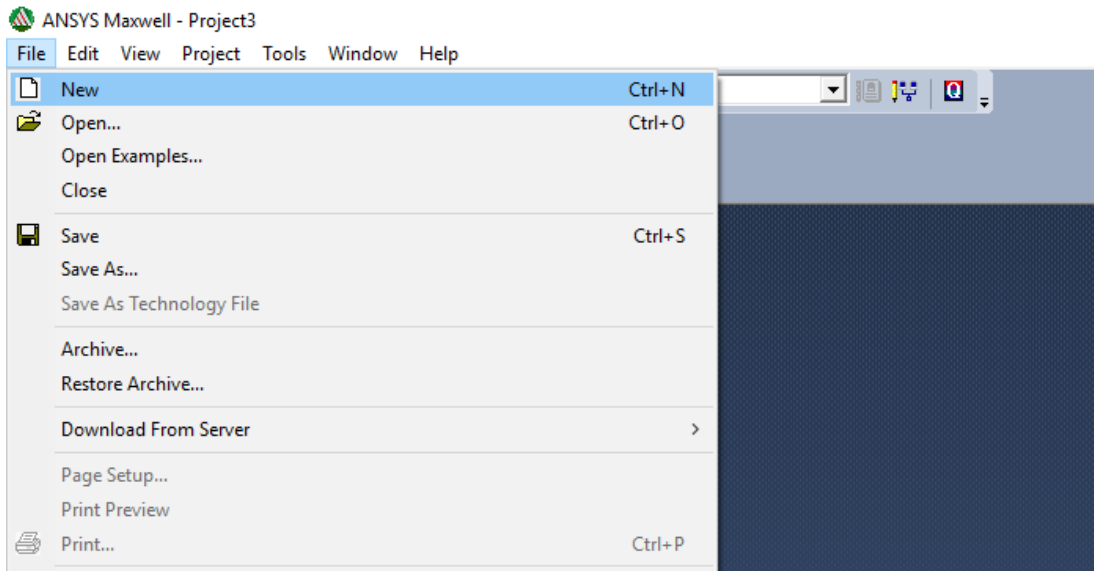 ANSYS Maxwell - Project3
File Edit View Project Tools Window Help
New Ctrl+N
Open... Ctrl+O
Open Examples...
Close
Save Ctrl+S
Save As...
Save As Technology File
Archive...
Restore Archive...
Download From Server >
Page Setup...
Print Preview
Print... Ctrl+P